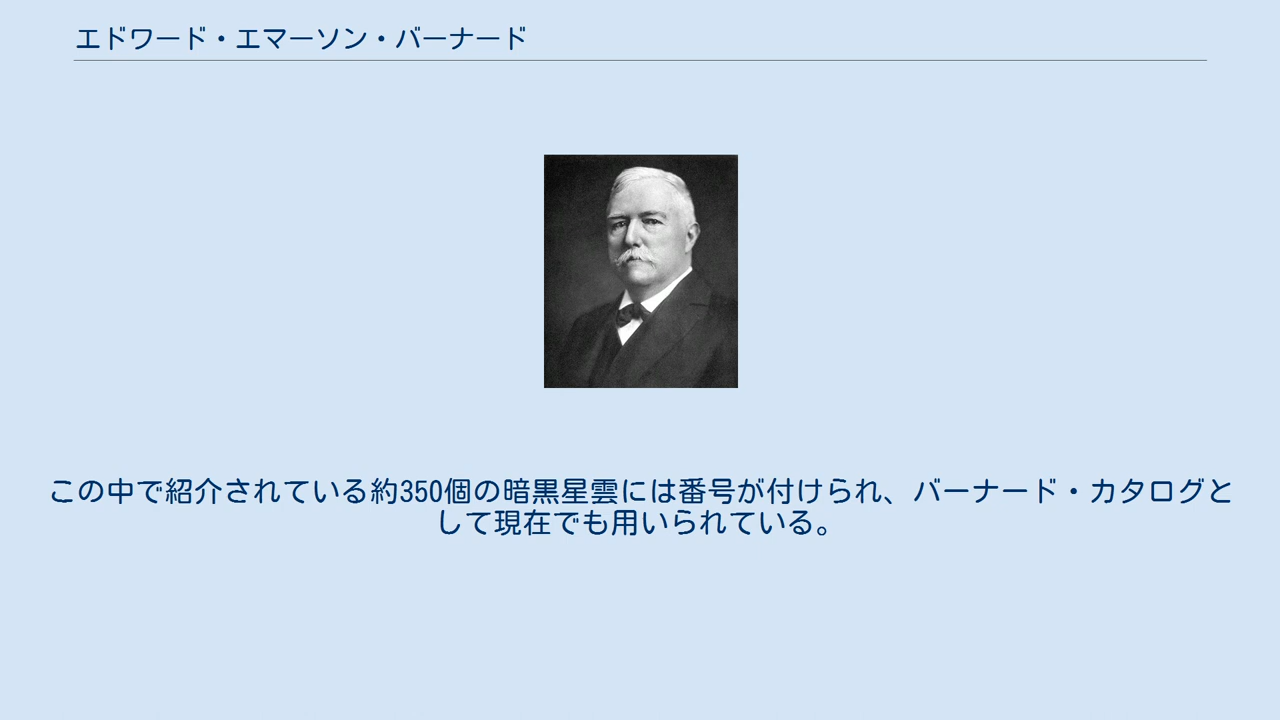 エドワード・エマーソン・バーナード
この中で紹介されている約350個の暗黒星雲には番号が付けられ、バーナード・カタログと
して現在でも用いられている。